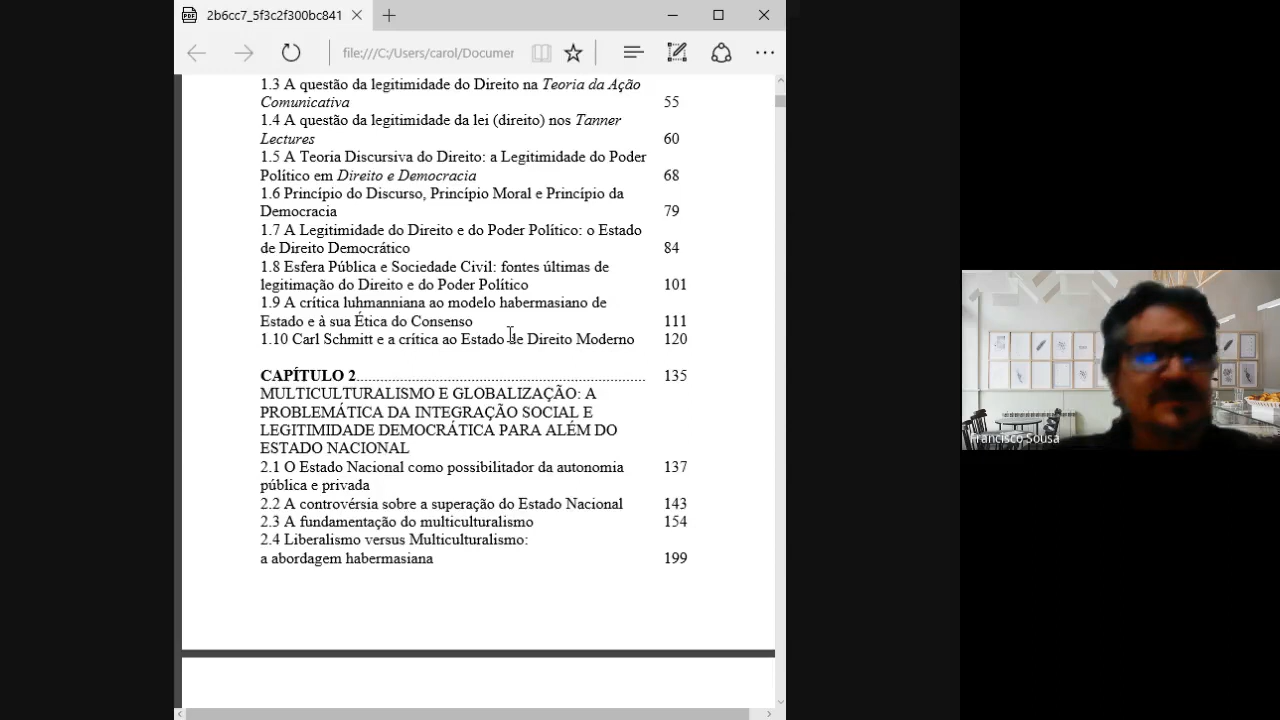 2b6cc7_5f3c2f300bc841
file:///C:/Users/carol/Documer
1.3 A questão da legitimidade do Direito na Teoria da Ação
Comunicativa 55
1.4 A questão da legitimidade da lei (direito) nos Tanner
Lectures 60
1.5 A Teoria Discursiva do Direito: a Legitimidade do Poder
Político em Direito e Democracia 68
1.6 Princípio do Discurso, Princípio Moral e Princípio da
Democracia 79
1.7 A Legitimidade do Direito e do Poder Político: o Estado
de Direito Democrático 84
1.8 Esfera Pública e Sociedade Civil: fontes últimas de
legitimação do Direito e do Poder Político 101
1.9 A crítica luhmanniana ao modelo habermasiano de
Estado e à sua Ética do Consenso 111
1.10 Carl Schmitt e a crítica ao Estado de Direito Moderno 120
CAPÍTULO 2................................................................ 135
MULTICULTURALISMO E GLOBALIZAÇÃO: A
PROBLEMÁTICA DA INTEGRAÇÃO SOCIAL E
LEGITIMIDADE DEMOCRÁTICA PARA ALÉM DO
ESTADO NACIONAL
2.1 O Estado Nacional como possibilitador da autonomia 137
pública e privada
2.2 A controvérsia sobre a superação do Estado Nacional 143
2.3 A fundamentação do multiculturalismo 154
2.4 Liberalismo versus Multiculturalismo:
a abordagem habermasiana 199
Francisco Sousa